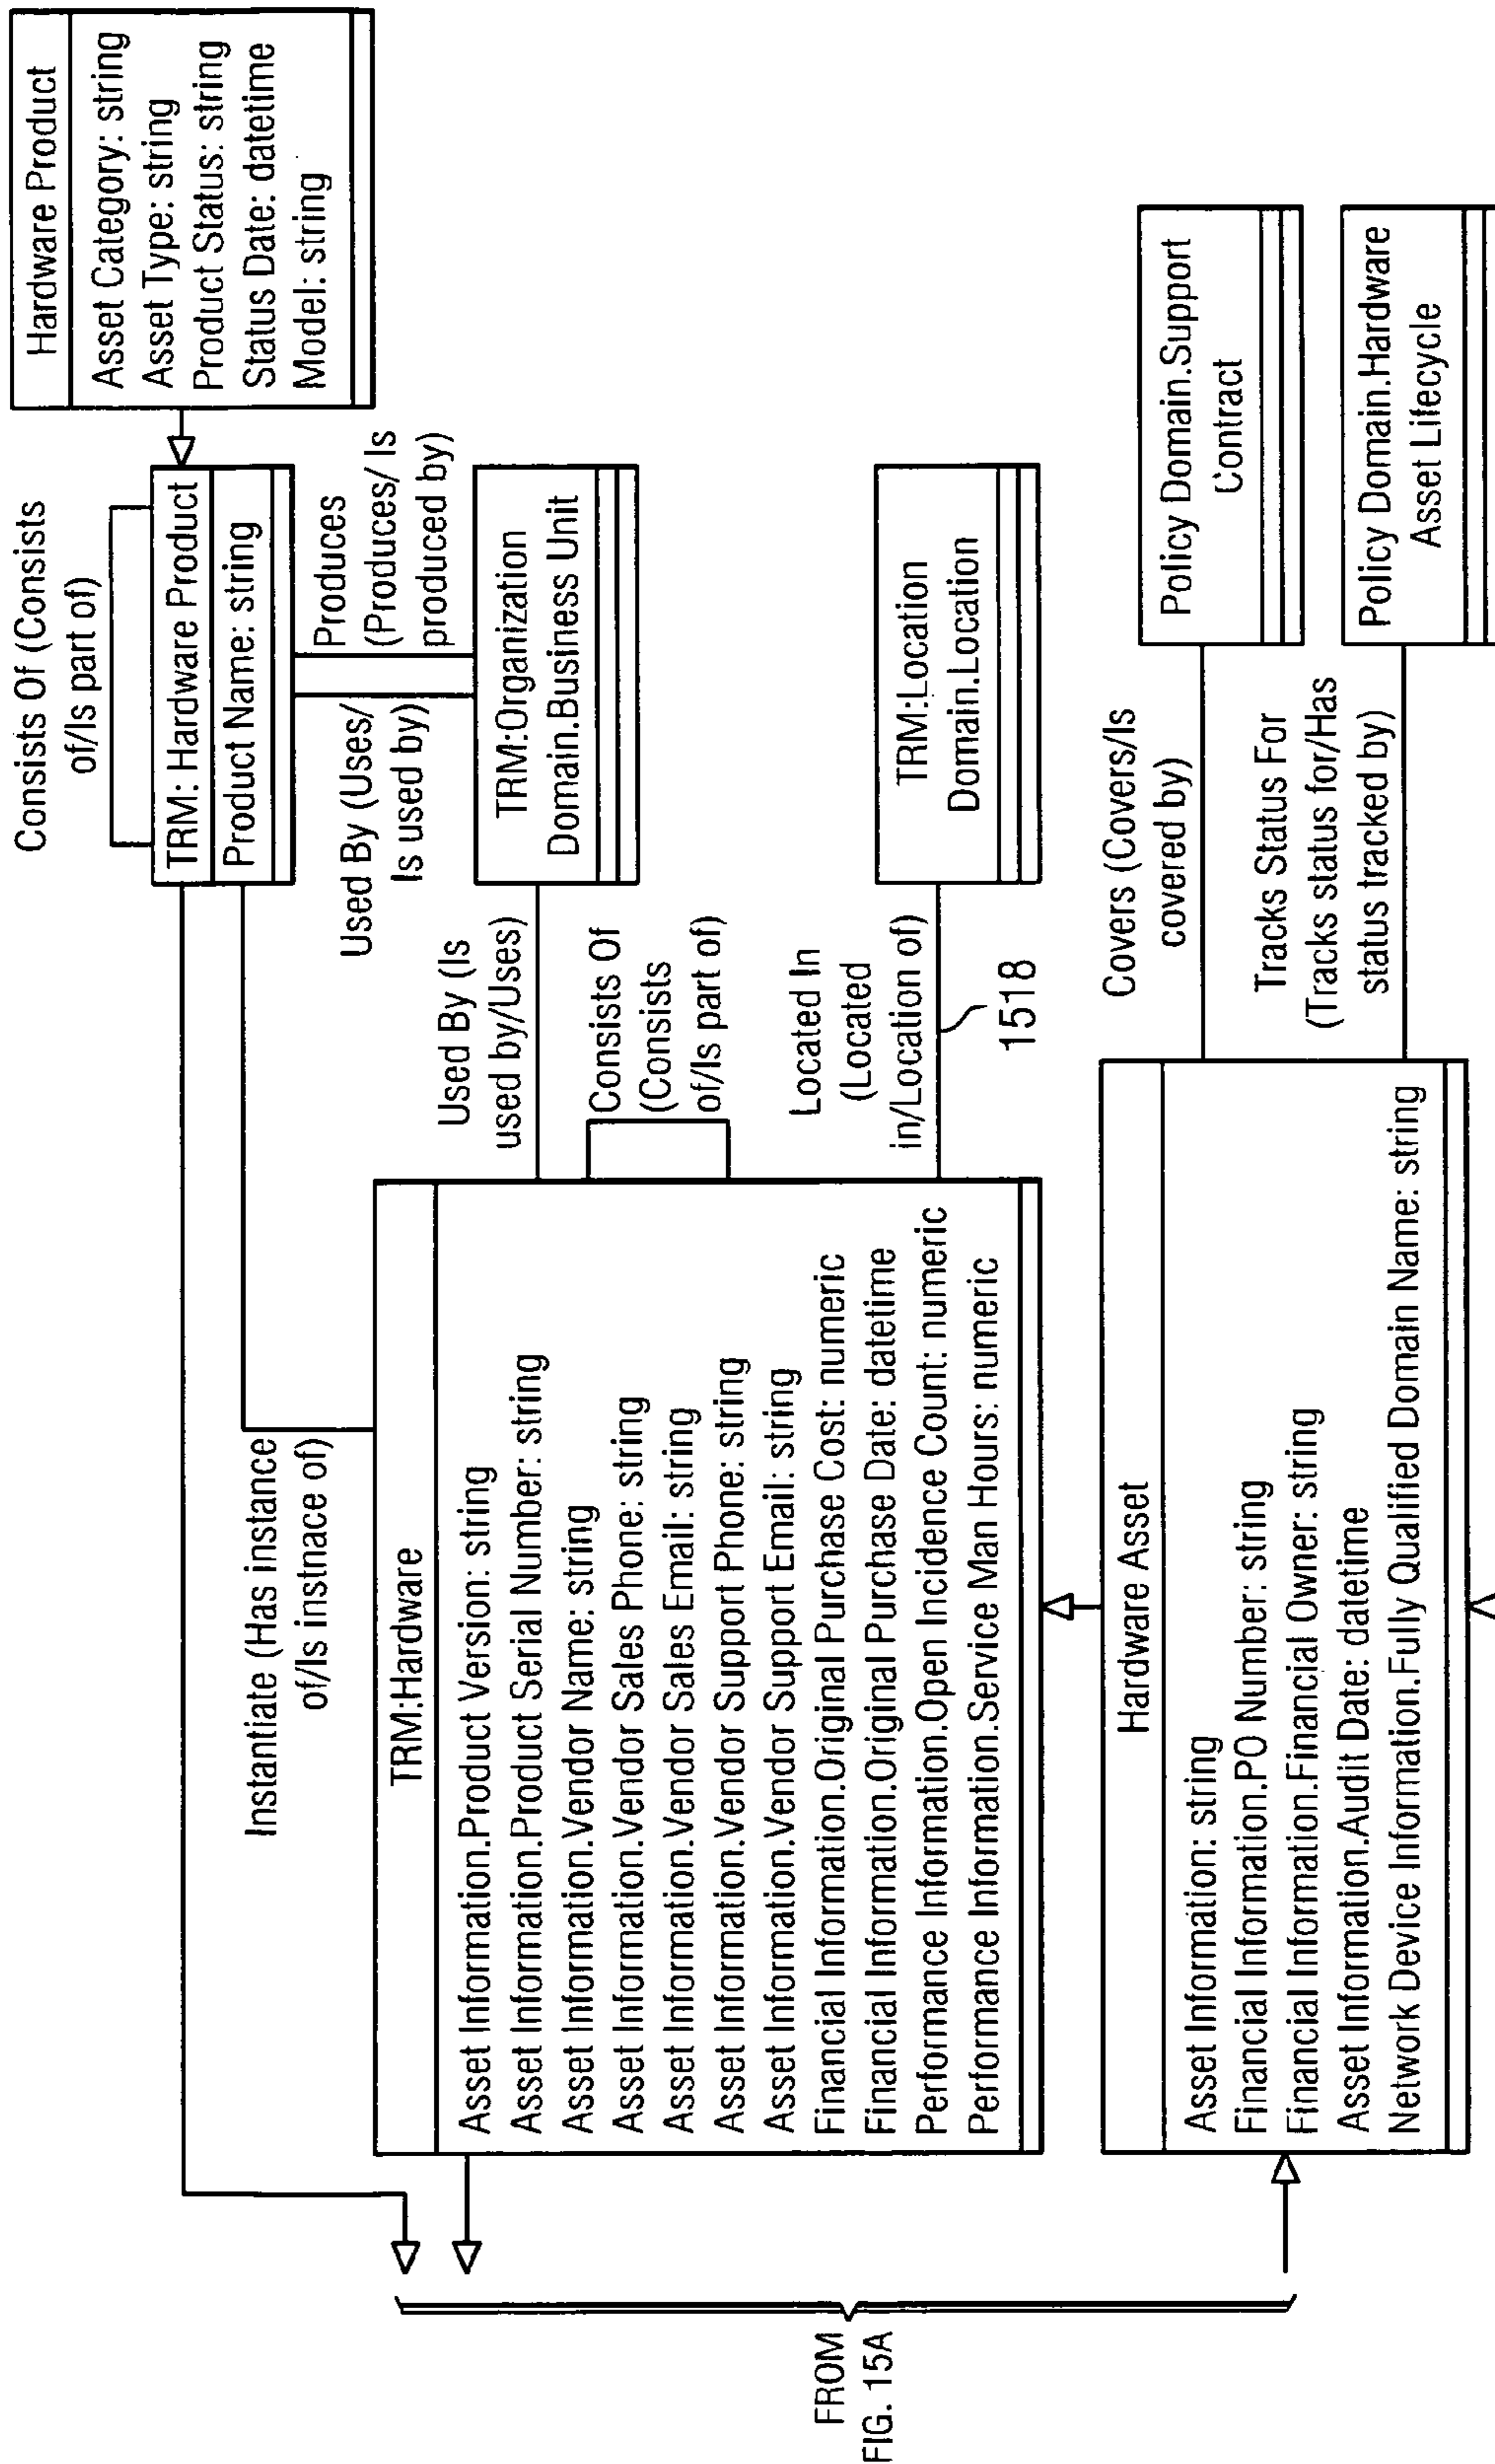 Consists Of (Consists
of/Is part of)
Hardware Product
Asset Category: string
Asset Type: string
Product Status: string
Status Date: datetime
Model: string
TRM: Hardware Product
Product Name: string
Instantiate (Has instance
of/Is instnace of)
Used By (Uses/
Is used by)
Produces
(Produces/ Is
produced by)
TRM:Hardware
Asset Information.Product Version: string
Asset Information.Product Serial Number: string
Asset Information.Vendor Name: string
Asset Information.Vendor Sales Phone: string
Asset Information.Vendor Sales Email: string
Asset Information.Vendor Support Phone: string
Asset Information.Vendor Support Email: string
Financial Information.Original Purchase Cost: numeric
Financial Information.Original Purchase Date: datetime
Performance Information.Open Incidence Count: numeric
Performance Information.Service Man Hours: numeric
Used By (Is
used by/Uses)
TRM:Organization
Domain.Business Unit
Consists Of
(Consists
of/Is part of)
Located In
(Located
in/Location of)
1518
TRM:Location
Domain.Location
FROM
FIG. 15A
Hardware Asset
Asset Information: string
Financial Information.PO Number: string
Financial Information.Financial Owner: string
Asset Information.Audit Date: datetime
Network Device Information.Fully Qualified Domain Name: string
Covers (Covers/Is
covered by)
Policy Domain.Support
Contract
Tracks Status For
(Tracks status for/Has
status tracked by)
Policy Domain.Hardware
Asset Lifecycle